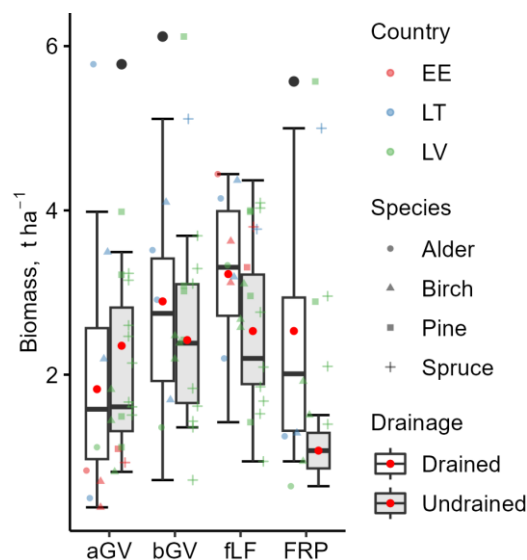 Biomass, t ha⁻¹
6
4
2
aGV bGV fLF FRP
Country
EE
LT
LV
Species
Alder
Birch
Pine
Spruce
Drainage
Drained
Undrained